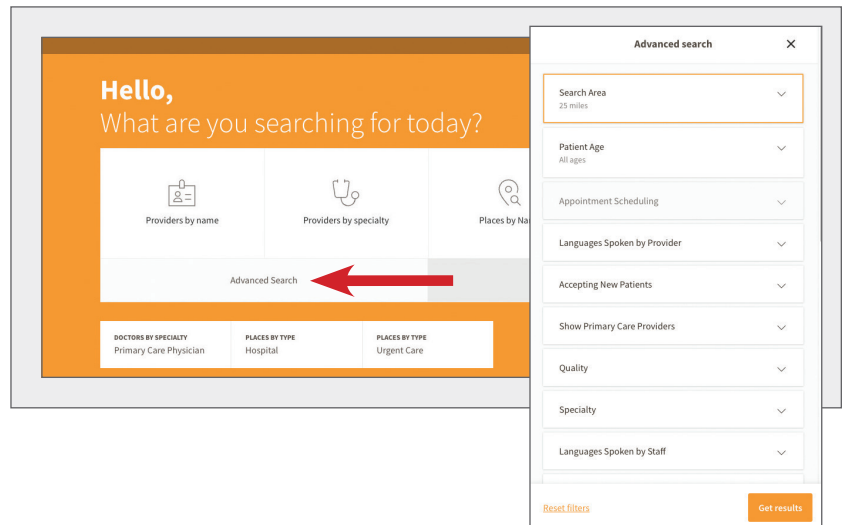 Hello,
What are you searching for today?
Providers by name
Providers by specialty
Places by Na
Advanced Search
DOCTORS BY SPECIALTY
Primary Care Physician
PLACES BY TYPE
Hospital
PLACES BY TYPE
Urgent Care
Advanced search
Search Area
25 miles
Patient Age
All ages
Appointment Scheduling
Languages Spoken by Provider
Accepting New Patients
Show Primary Care Providers
Quality
Specialty
Languages Spoken by Staff
Reset filters
Get results